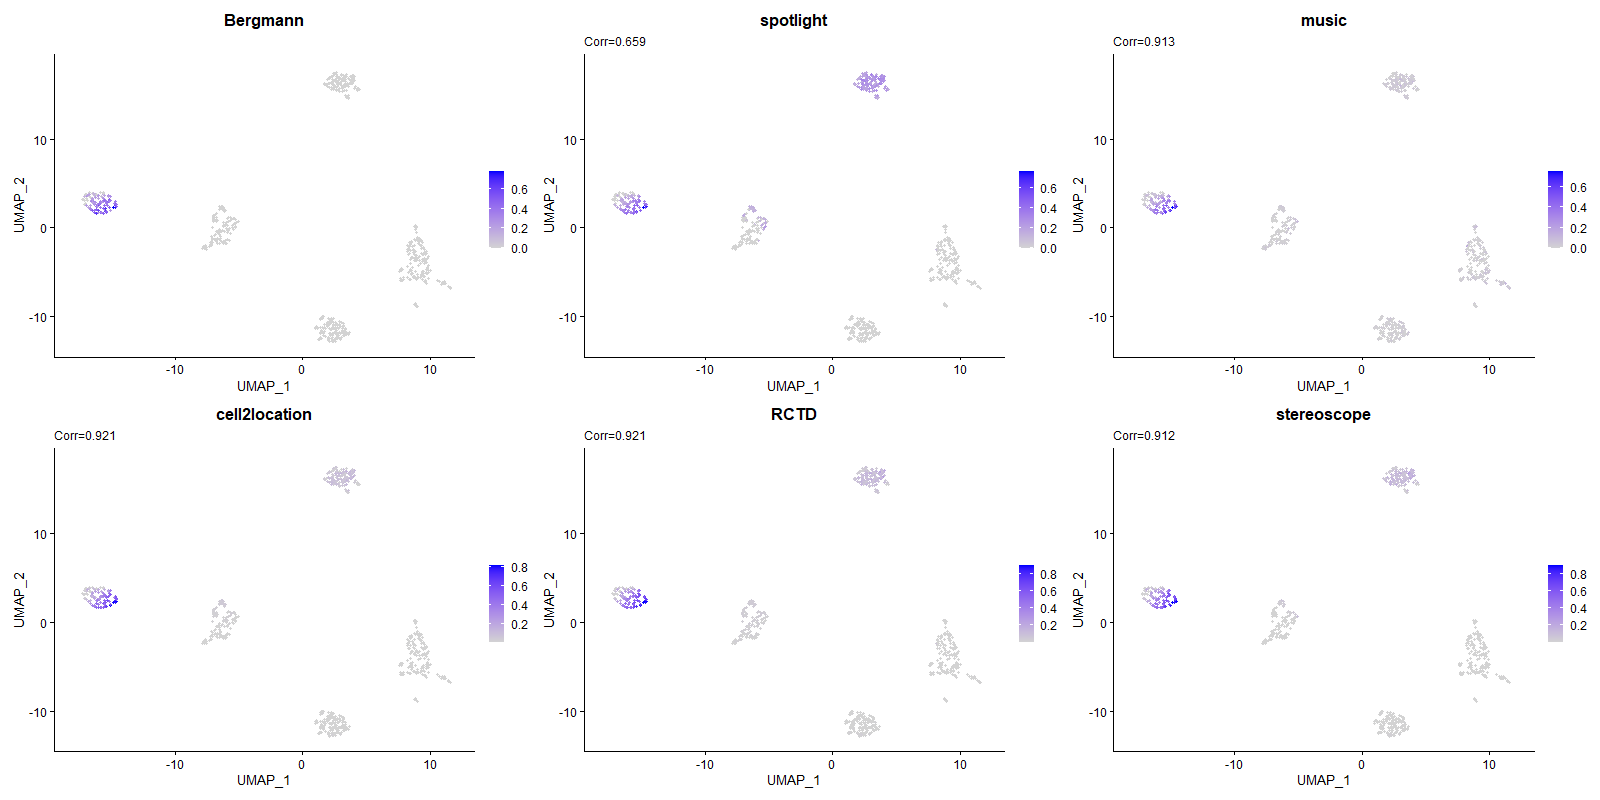 Bergmann
UMAP_2
10
0
-10
-10
0
10
UMAP_1
0.6
0.4
0.2
0.0
spotlight
Corr=0.659
UMAP_2
10
0
-10
-10
0
10
UMAP_1
0.6
0.4
0.2
0.0
music
Corr=0.913
UMAP_2
10
0
-10
-10
0
10
UMAP_1
0.6
0.4
0.2
0.0
cell2location
Corr=0.921
UMAP_2
10
0
-10
-10
0
10
UMAP_1
0.8
0.6
0.4
0.2
RCTD
Corr=0.921
UMAP_2
10
0
-10
-10
0
10
UMAP_1
0.8
0.6
0.4
0.2
stereoscope
Corr=0.912
UMAP_2
10
0
-10
-10
0
10
UMAP_1
0.8
0.6
0.4
0.2